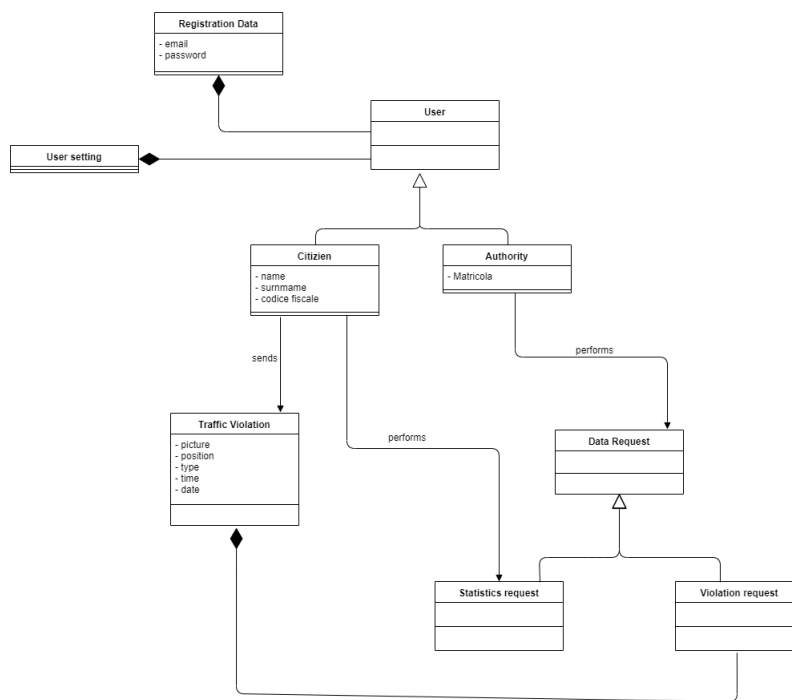 Registration Data
- email
- password
User
User setting
Citizien
- name
- surnmame
- codice fiscale
Authority
- Matricola
performs
sends
Traffic Violation
- picture
- position
- type
- time
- date
performs
Data Request
Statistics request
Violation request